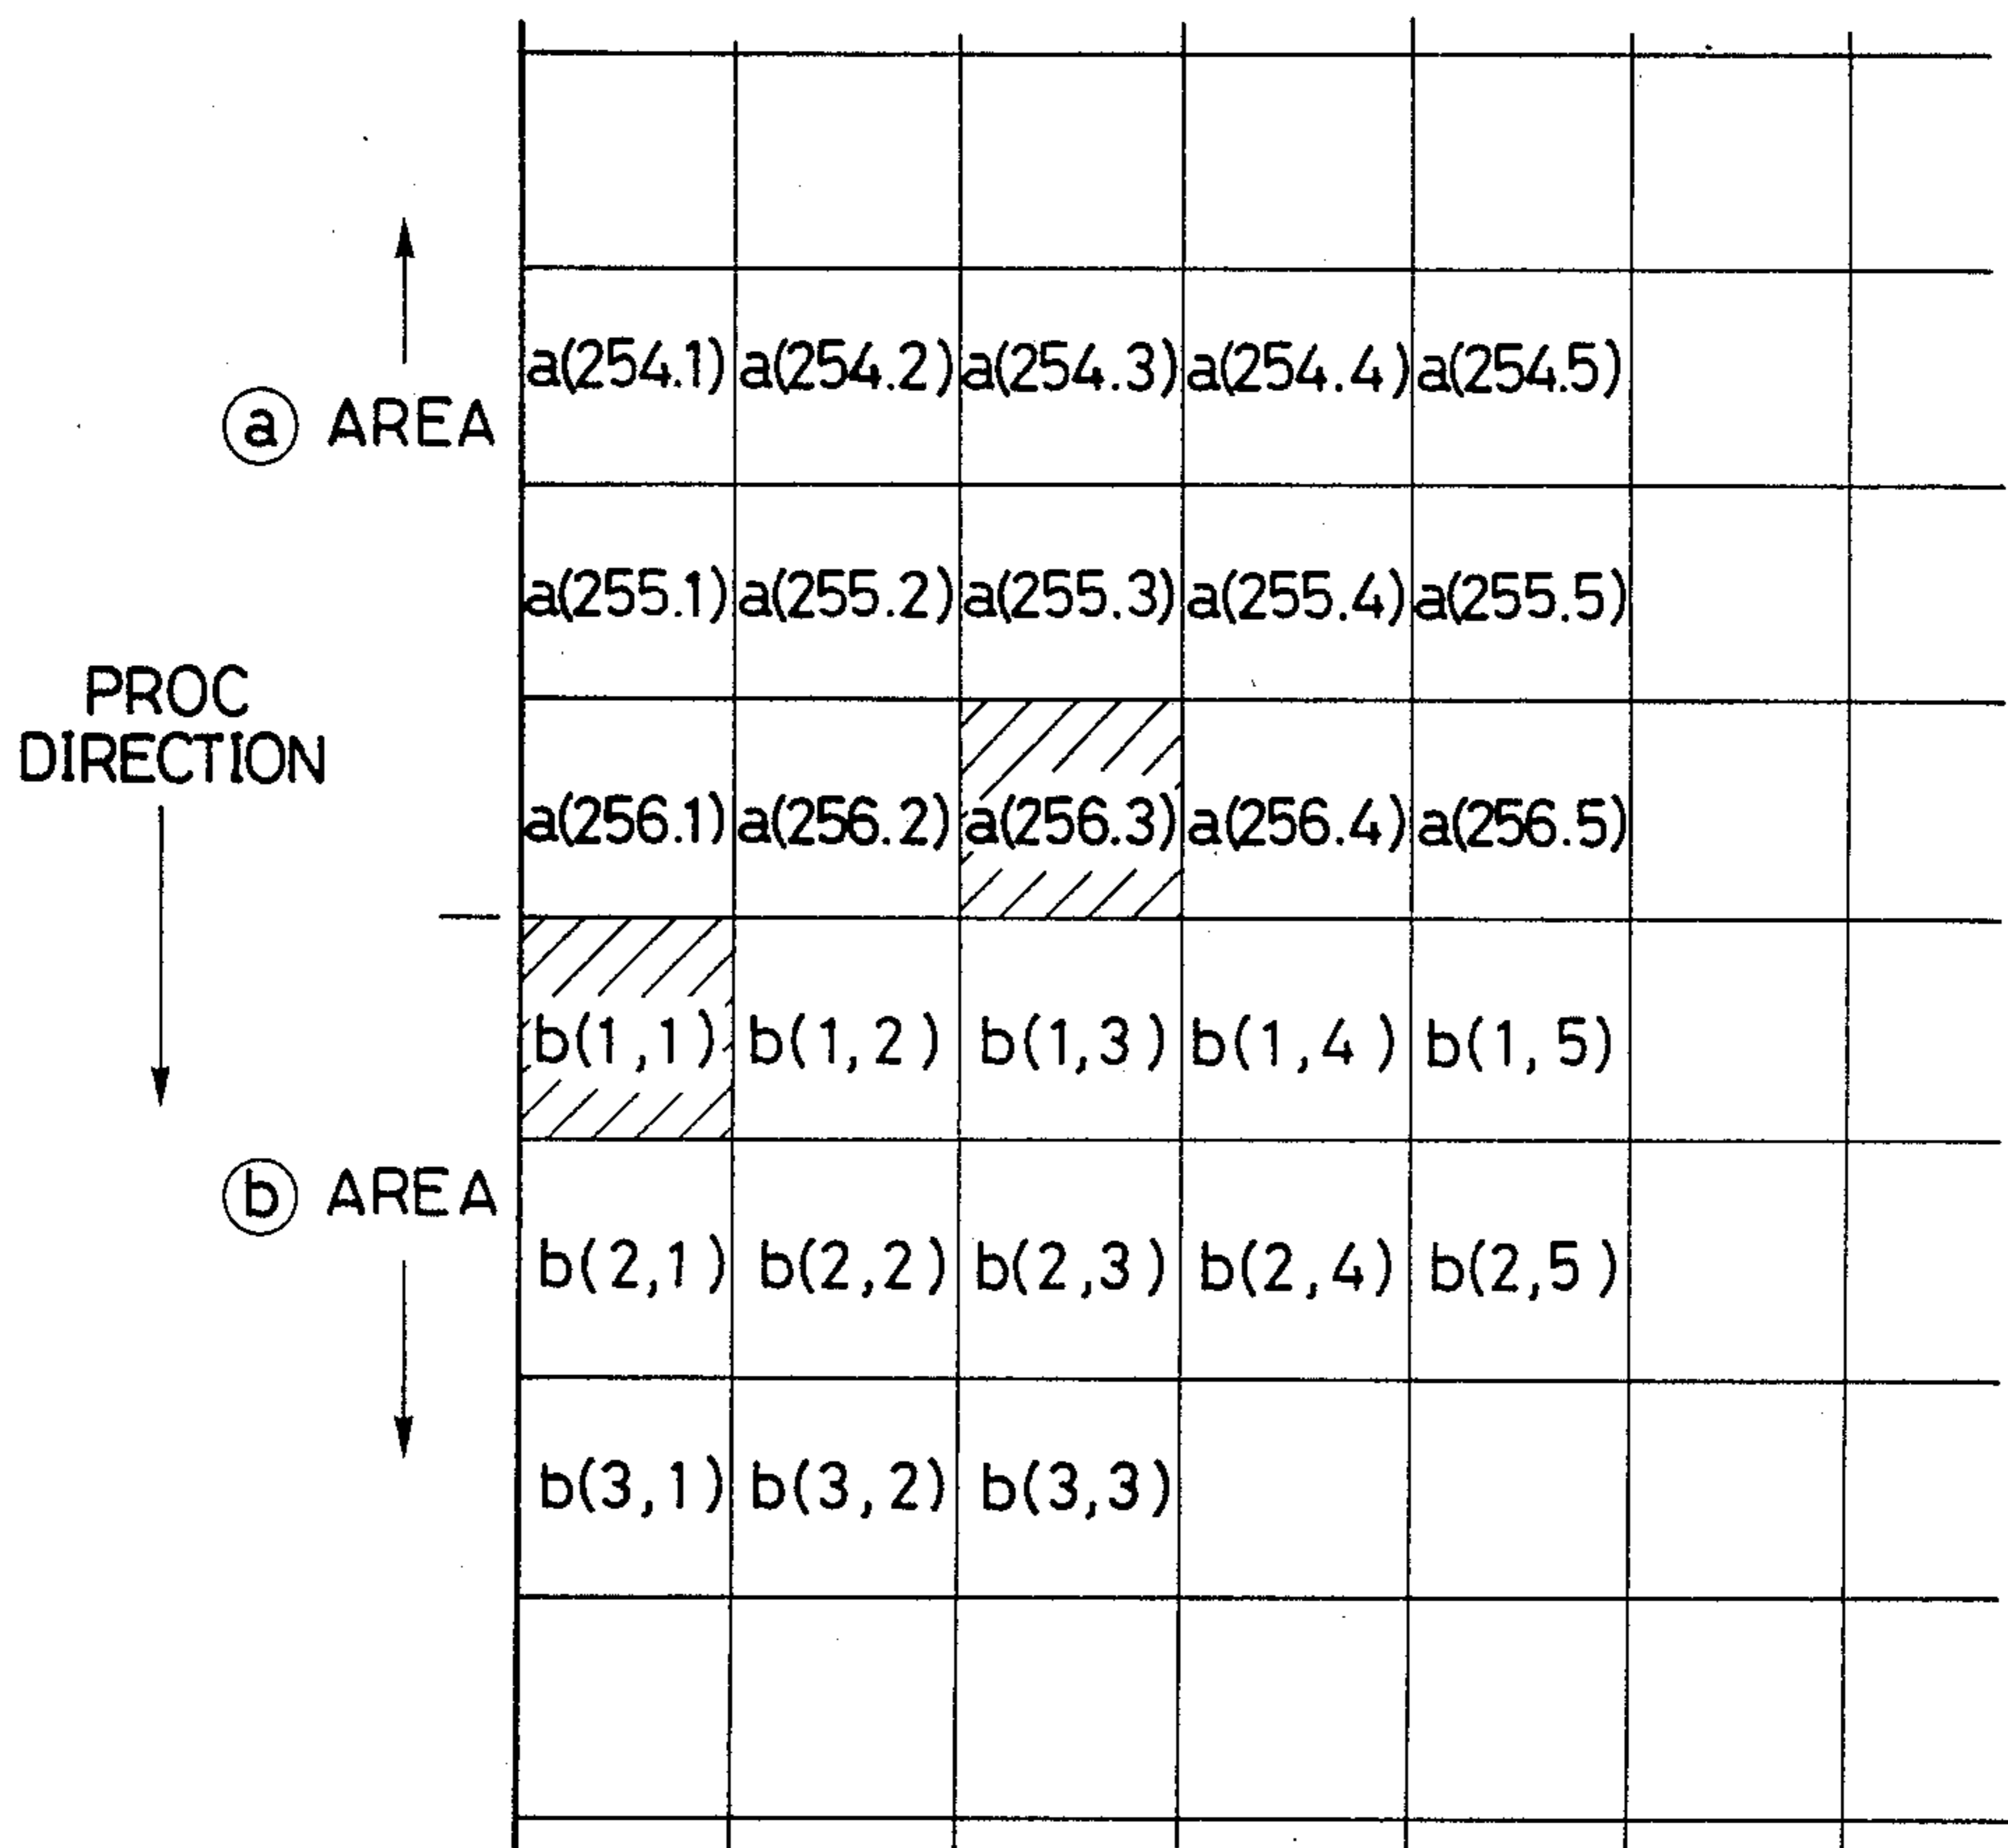 a(254.1) a(254.2) a(254.3) a(254.4) a(254.5)
ⓐ AREA
a(255.1) a(255.2) a(255.3) a(255.4) a(255.5)
PROC
DIRECTION
a(256.1) a(256.2) a(256.3) a(256.4) a(256.5)
b(1,1) b(1,2) b(1,3) b(1,4) b(1,5)
ⓑ AREA
b(2,1) b(2,2) b(2,3) b(2,4) b(2,5)
b(3,1) b(3,2) b(3,3)